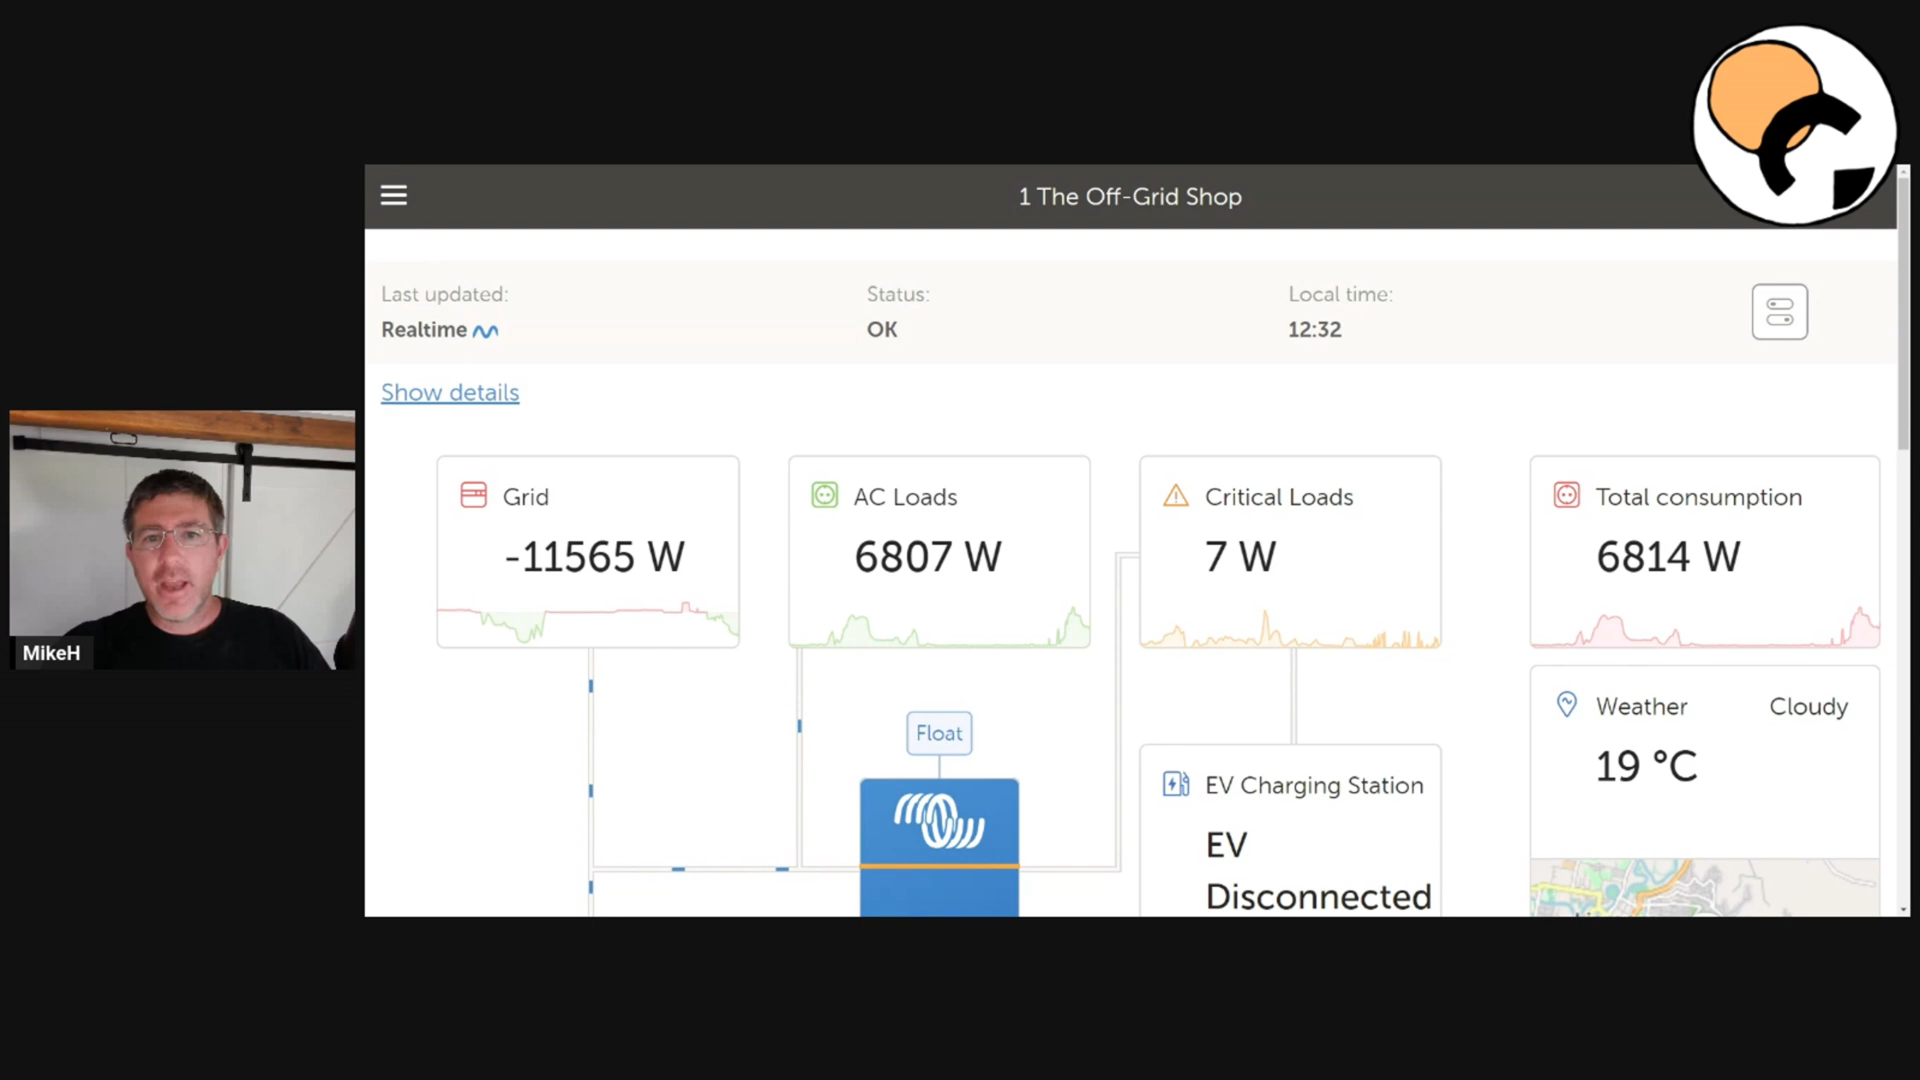 1 The Off-Grid Shop
Last updated:
Realtime
Status:
OK
Local time:
12:32
Show details
Grid
-11565 W
AC Loads
6807 W
Critical Loads
7 W
Total consumption
6814 W
MikeH
Float
Weather
Cloudy
19 °C
EV Charging Station
EV
Disconnected